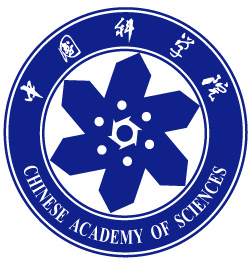 中国科学院
CHINESE ACADEMY OF SCIENCES